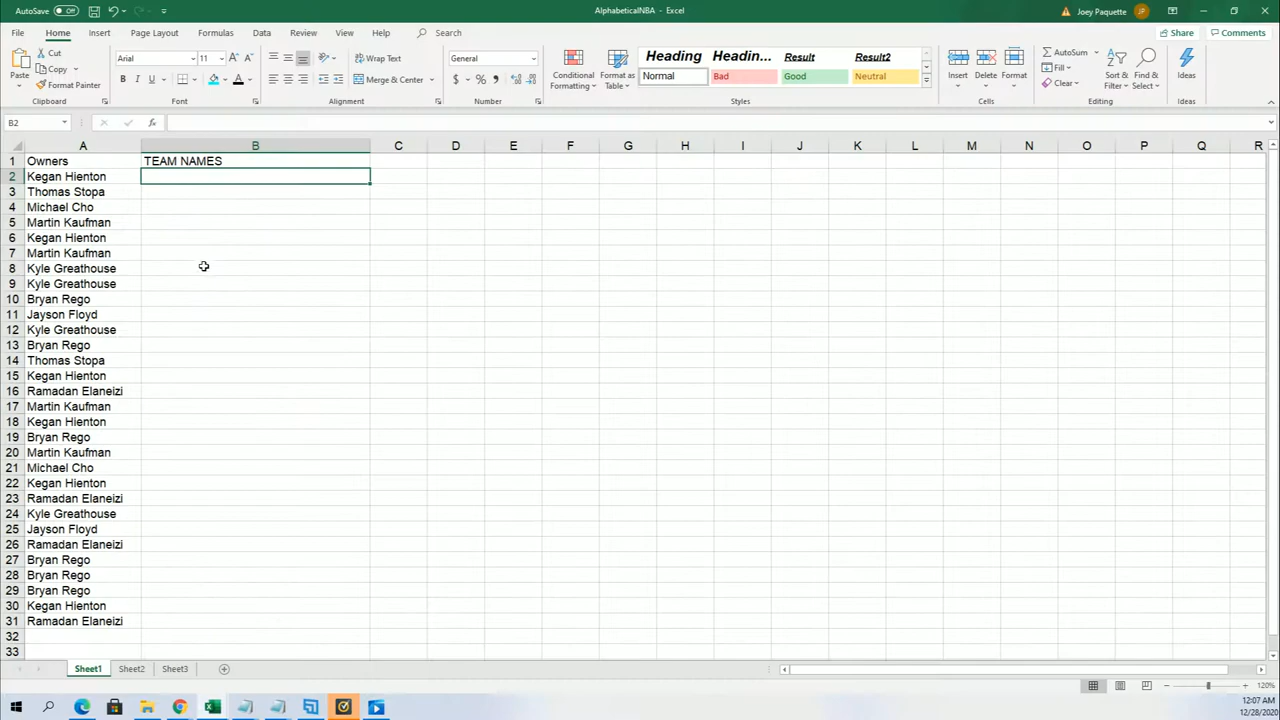 AutoSave Off AlphabeticalNBA - Excel Joey Paquette JP
File Home Insert Page Layout Formulas Data Review View Help Search Share Comments
Paste Cut Copy Format Painter Clipboard
Arial 11 A A B I U A Font
ab Wrap Text Merge & Center Alignment
General $ % , Number
Conditional Formatting Format as Table
Heading Headin... Result Result2
Normal Bad Good Neutral
Styles
Insert Delete Format Cells
AutoSum Fill Clear Sort & Filter Find & Select Editing
Ideas Ideas
B2 fx
A B C D E F G H I J K L M N O P Q R
1 Owners TEAM NAMES
2 Kegan Hienton
3 Thomas Stopa
4 Michael Cho
5 Martin Kaufman
6 Kegan Hienton
7 Martin Kaufman
8 Kyle Greathouse
9 Kyle Greathouse
10 Bryan Rego
11 Jayson Floyd
12 Kyle Greathouse
13 Bryan Rego
14 Thomas Stopa
15 Kegan Hienton
16 Ramadan Elaneizi
17 Martin Kaufman
18 Kegan Hienton
19 Bryan Rego
20 Martin Kaufman
21 Michael Cho
22 Kegan Hienton
23 Ramadan Elaneizi
24 Kyle Greathouse
25 Jayson Floyd
26 Ramadan Elaneizi
27 Bryan Rego
28 Bryan Rego
29 Bryan Rego
30 Kegan Hienton
31 Ramadan Elaneizi
32
33
Sheet1 Sheet2 Sheet3
120%
12:07 AM
12/28/2020